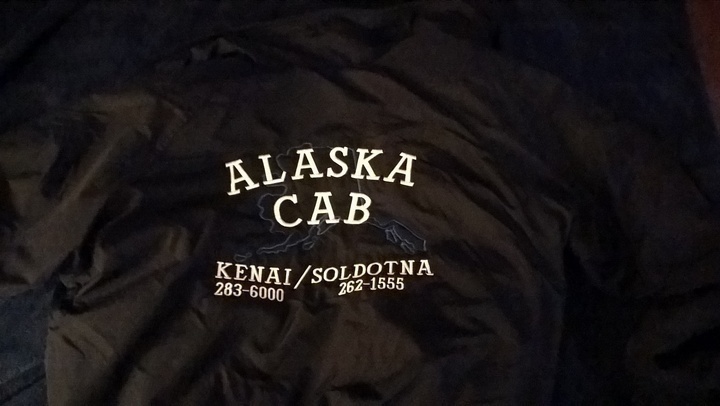 ALASKA
CAB
KENAI/SOLDOTNA
283-6000 262-1555